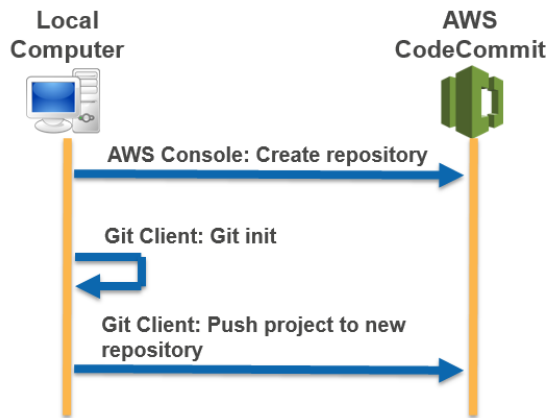 Local
Computer
AWS
CodeCommit
AWS Console: Create repository
Git Client: Git init
Git Client: Push project to new
repository